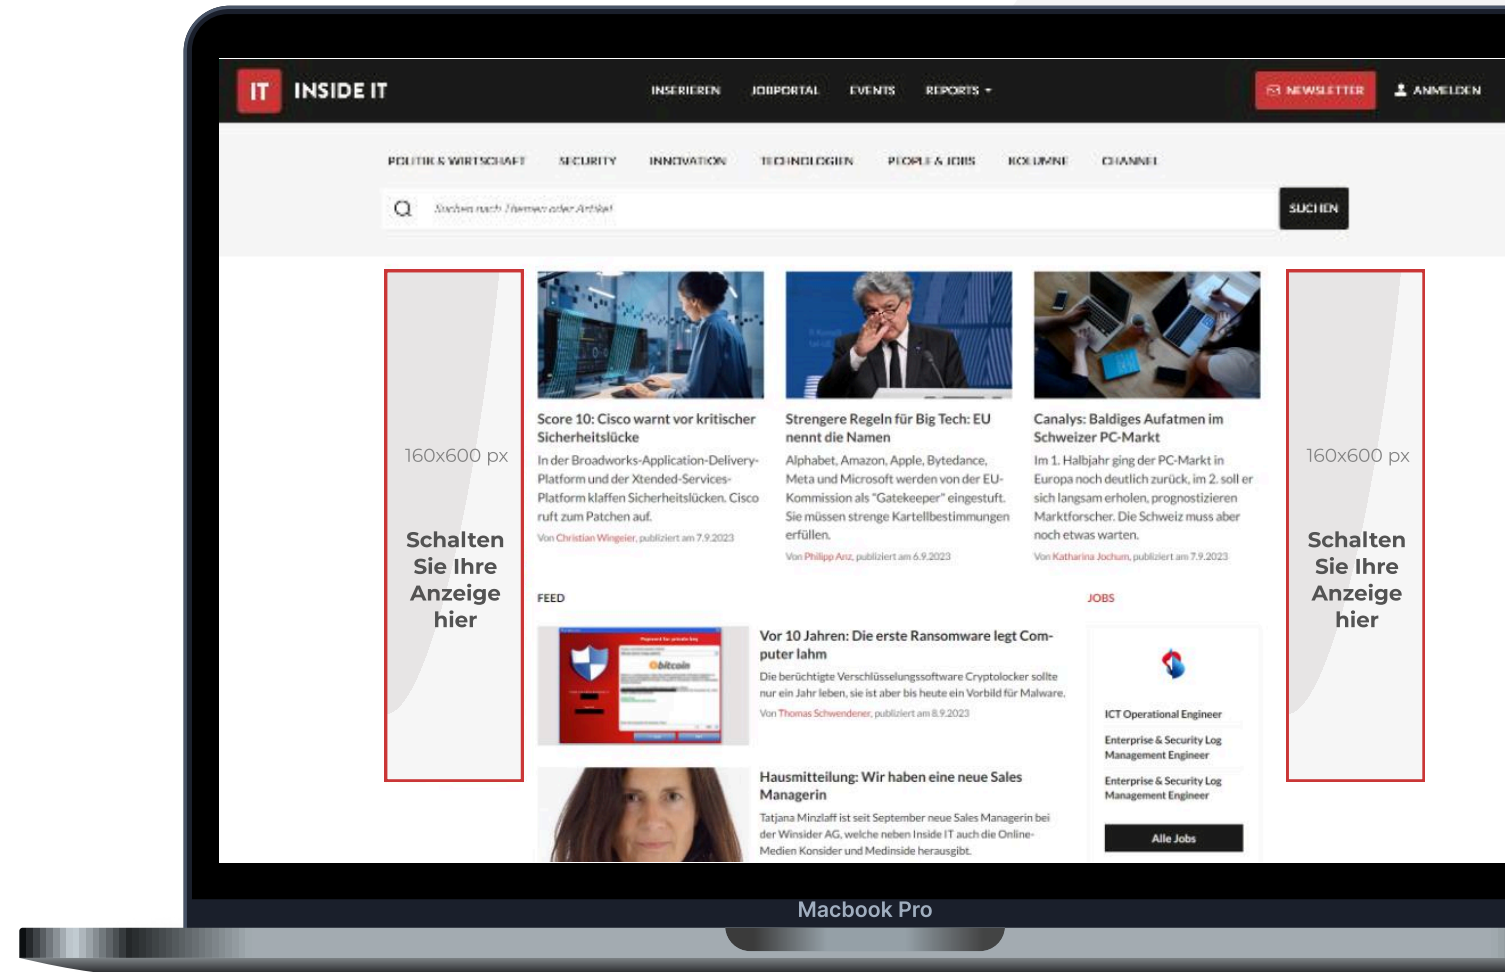 IT INSIDE IT
INSERIEREN JOBPORTAL EVENTS REPORTS
NEWSLETTER ANMELDEN
POLITIK & WIRTSCHAFT SECURITY INNOVATION TECHNOLOGIEN PEOPLE & JOBS KOLUMNE CHANNEL
Suchen nach Themen oder Artikel
SUCHEN
160x600 px
Schalten
Sie Ihre
Anzeige
hier
Score 10: Cisco warnt vor kritischer
Sicherheitslücke
In der Broadworks-Application-Delivery-
Platform und der Xtended-Services-
Platform klaffen Sicherheitslücken. Cisco
ruft zum Patchen auf.
Von Christian Wingeier, publiziert am 7.9.2023
Strengere Regeln für Big Tech: EU
nennt die Namen
Alphabet, Amazon, Apple, Bytedance,
Meta und Microsoft werden von der EU-
Kommission als "Gatekeeper" eingestuft.
Sie müssen strenge Kartellbestimmungen
erfüllen.
Von Philipp Anz, publiziert am 6.9.2023
Canalys: Baldiges Aufatmen im
Schweizer PC-Markt
Im 1. Halbjahr ging der PC-Markt in
Europa noch deutlich zurück, im 2. soll er
sich langsam erholen, prognostizieren
Marktforscher. Die Schweiz muss aber
noch etwas warten.
Von Katharina Jochum, publiziert am 7.9.2023
160x600 px
Schalten
Sie Ihre
Anzeige
hier
FEED
bitcoin
Vor 10 Jahren: Die erste Ransomware legt Com-
puter lahm
Die berüchtigte Verschlüsselungssoftware Cryptolocker sollte
nur ein Jahr leben, sie ist aber bis heute ein Vorbild für Malware.
Von Thomas Schwendener, publiziert am 8.9.2023
Hausmitteilung: Wir haben eine neue Sales
Managerin
Tatjana Minzlaff ist seit September neue Sales Managerin bei
der Winsider AG, welche neben Inside IT auch die Online-
Medien Konsider und Medinside herausgibt.
JOBS
ICT Operational Engineer
Enterprise & Security Log
Management Engineer
Enterprise & Security Log
Management Engineer
Alle Jobs
Macbook Pro